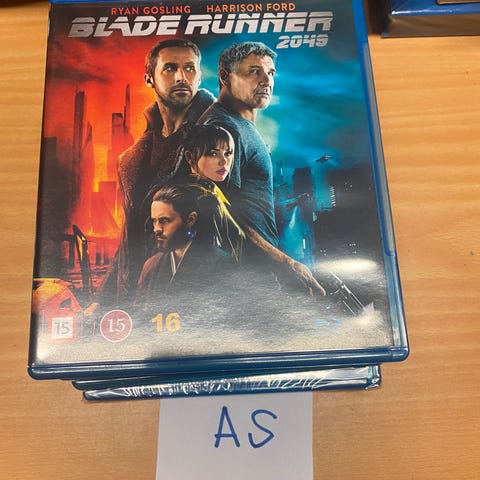 RYAN GOSLING HARRISON FORD
BLADE RUNNER
2049
15 15 16
AS